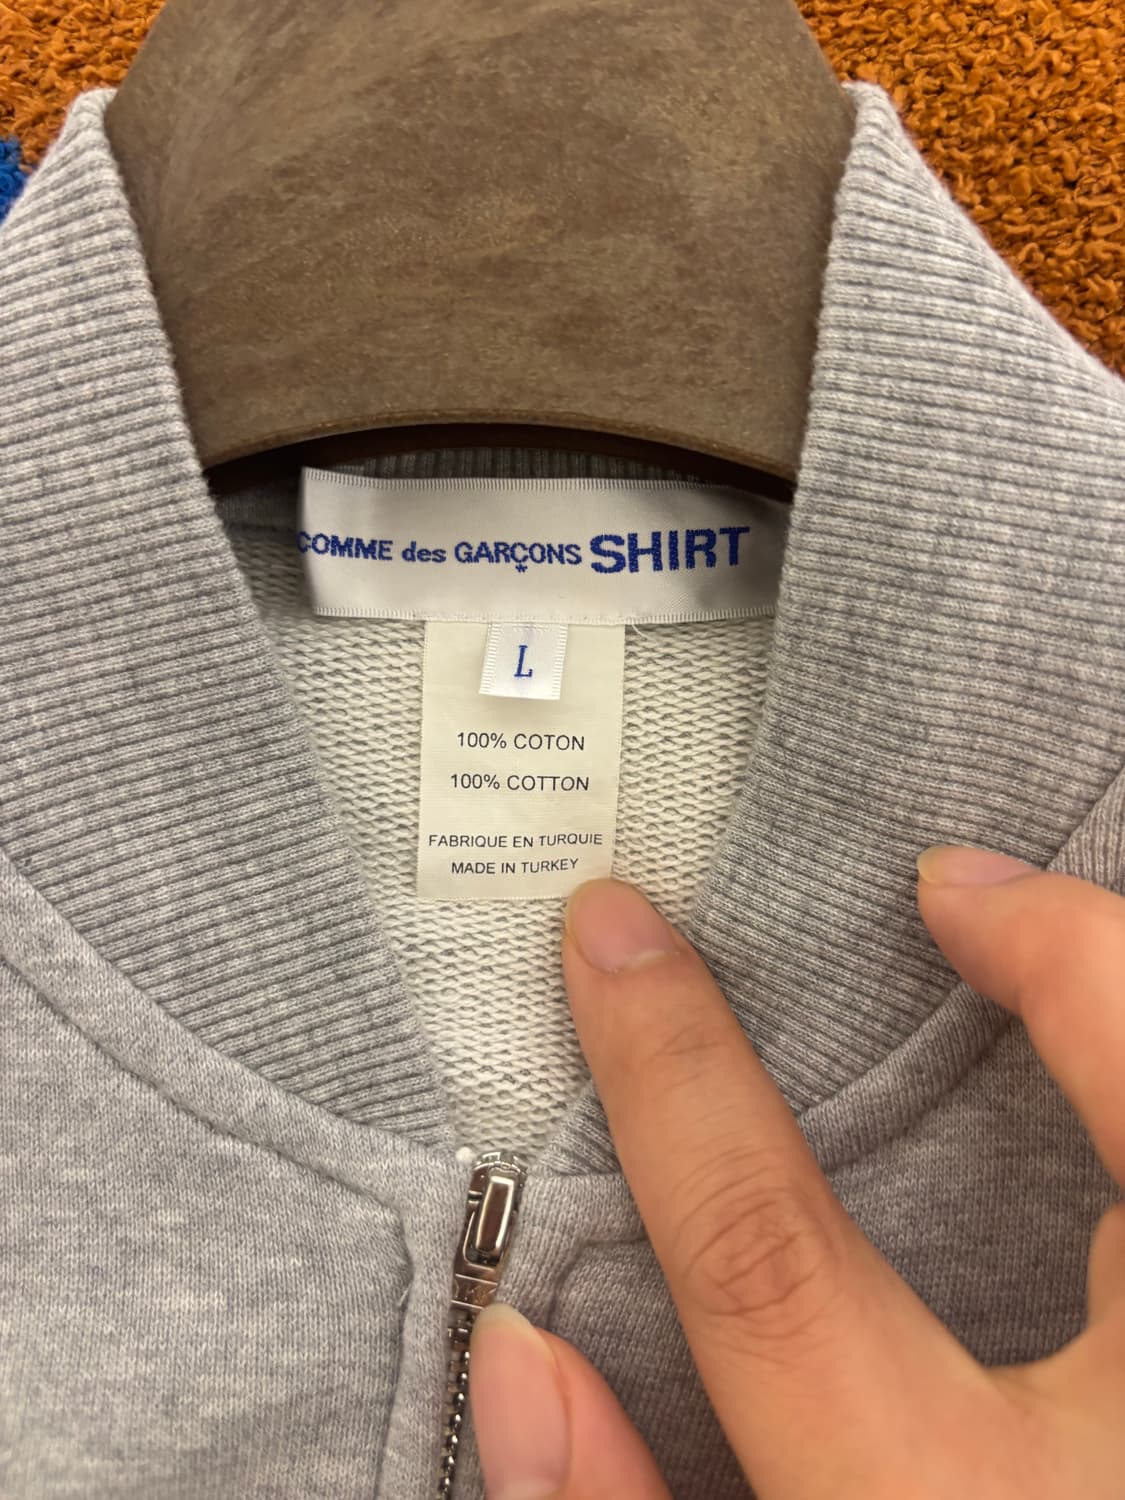 COMME des GARÇONS SHIRT
L
100% COTON
100% COTTON
FABRIQUE EN TURQUIE
MADE IN TURKEY